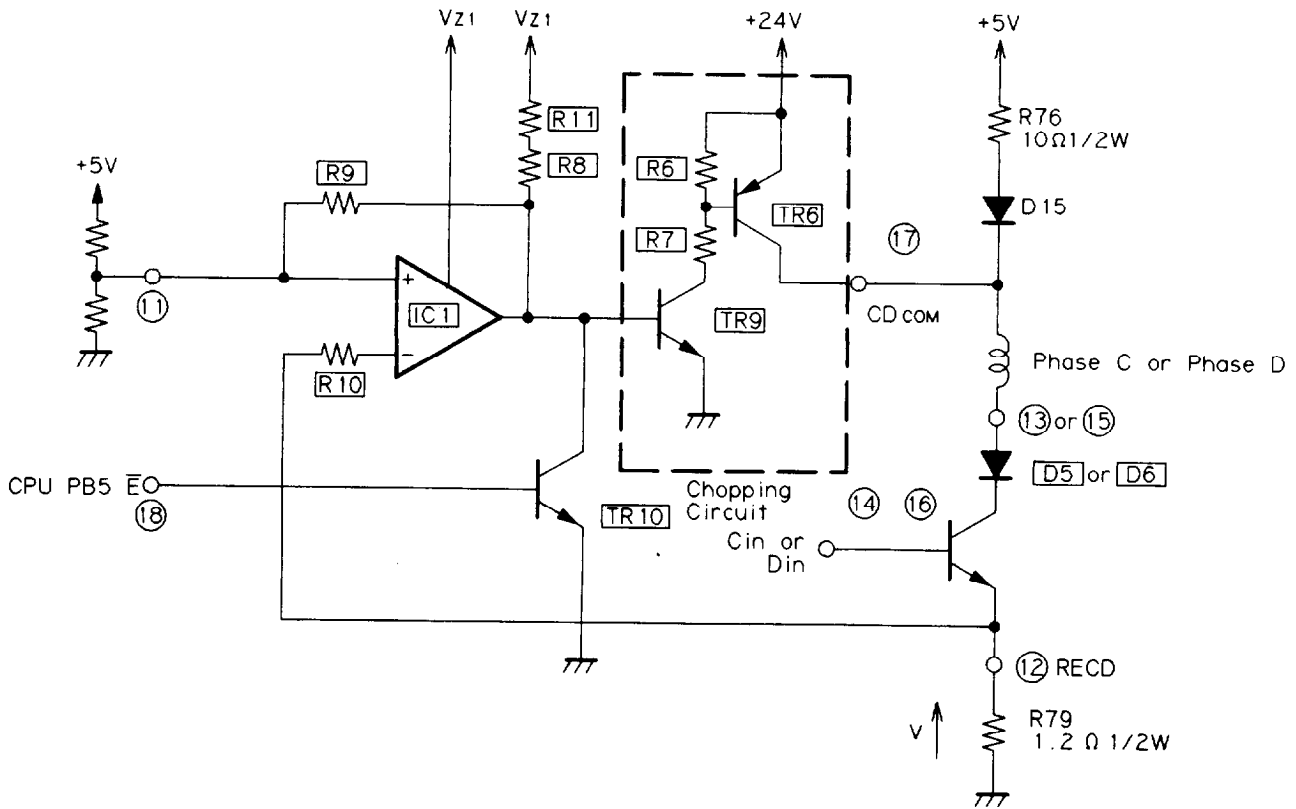 Vz1
Vz1
+24V
+5V
R11
R8
R76
10Ω1/2W
+5V
R9
R6
TR6
D15
R7
17
11
+
IC1
−
TR9
CD COM
R10
Phase C or Phase D
13 or 15
CPU PB5 E̅
18
Chopping
Circuit
14 16
D5 or D6
TR10
Cin or
Din
12 RECD
V
R79
1.2 Ω 1/2W